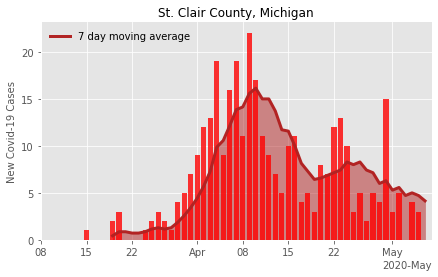 St. Clair County, Michigan
7 day moving average
New Covid-19 Cases
20
15
10
5
0
08
15
22
Apr
08
15
22
May
2020-May